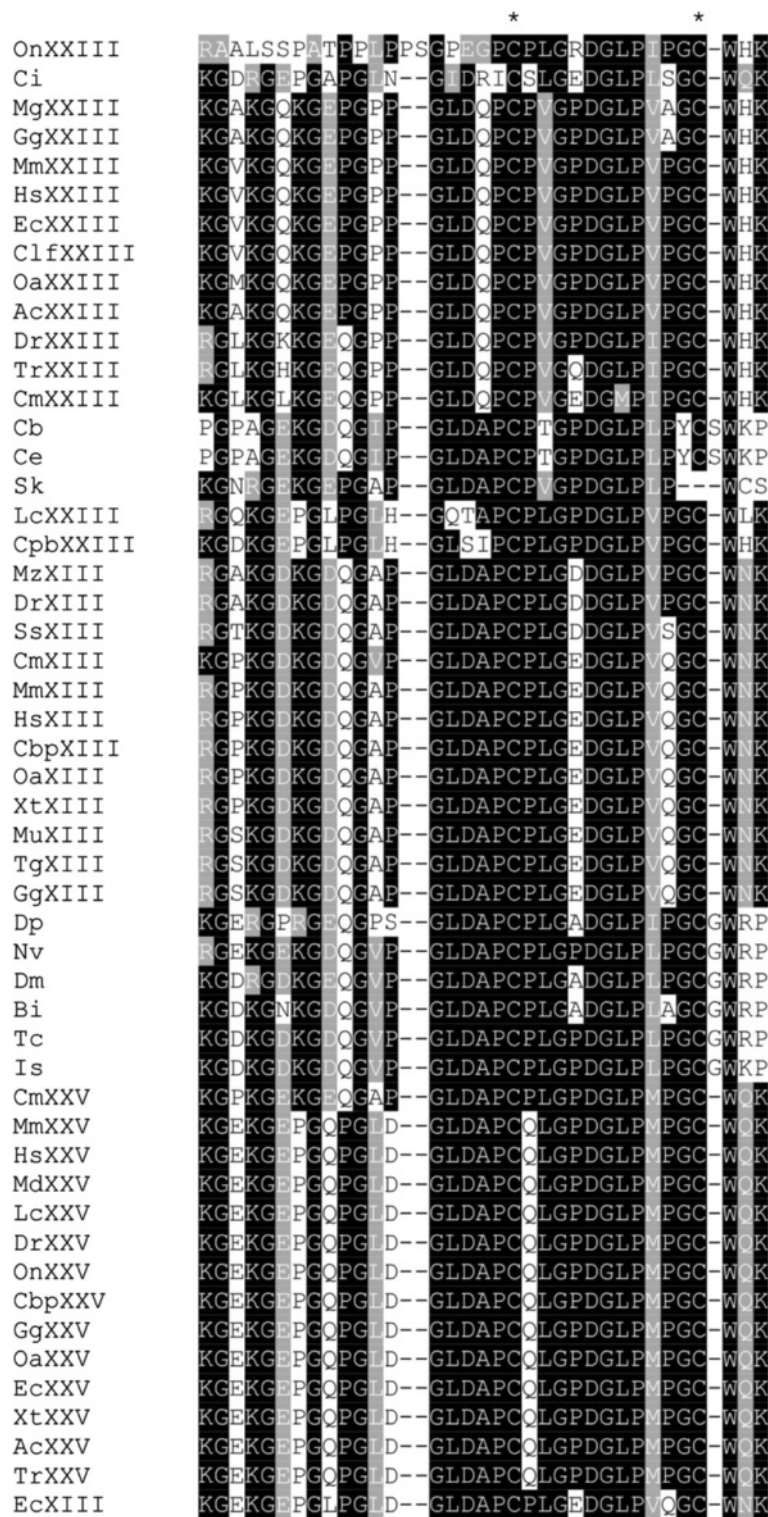 * *
OnXXIII RAALSSPATPPLPPSGPEGPCPLGRDGLPIPGC-WHK
Ci KGDRGEPGAPGLN--GIDRICSLGEDGLPLSGC-WQK
MgXXIII KGAKGQKGEPGPP--GLDQPCPVGPDGLPVAGC-WHK
GgXXIII KGAKGQKGEPGPP--GLDQPCPVGPDGLPVAGC-WHK
MmXXIII KGVKGQKGEPGPP--GLDQPCPVGPDGLPVPGC-WHK
HsXXIII KGVKGQKGEPGPP--GLDQPCPVGPDGLPVPGC-WHK
EcXXIII KGVKGQKGEPGPP--GLDQPCPVGPDGLPVPGC-WHK
ClfXXIII KGVKGQKGEPGPP--GLDQPCPVGPDGLPVPGC-WHK
OaXXIII KGMKGQKGEPGPP--GLDQPCPVGPDGLPVPGC-WHK
AcXXIII KGAKGQKGEPGPP--GLDQPCPVGPDGLPVPGC-WHK
DrXXIII RGLKGKKGEQGPP--GLDQPCPVGPDGLPIPGC-WHK
TrXXIII RGLKGHKGEQGPP--GLDQPCPVGQDGLPIPGC-WHK
CmXXIII KGLKGLKGEQGPP--GLDQPCPVGEDGMPIPGC-WHK
Cb PGPAGEKGDQGIP--GLDAPCPTGPDGLPLPYCSWKP
Ce PGPAGEKGDQGIP--GLDAPCPTGPDGLPLPYCSWKP
Sk KGNRGEKGEPGAP--GLDAPCPVGPDGLPLP---WCS
LcXXIII RGQKGEPGLPGLH--GQTAPCPLGPDGLPVPGC-WLK
CpbXXIII KGDKGEPGLPGLH--GLSIPCPLGPDGLPVPGC-WHK
MzXIII RGAKGDKGDQGAP--GLDAPCPLGDDGLPVPGC-WNK
DrXIII RGAKGDKGDQGAP--GLDAPCPLGDDGLPVPGC-WNK
SsXIII RGTKGDKGDQGAP--GLDAPCPLGDDGLPVSGC-WNK
CmXIII KGPKGDKGDQGVP--GLDAPCPLGEDGLPVQGC-WNK
MmXIII RGPKGDKGDQGAP--GLDAPCPLGEDGLPVQGC-WNK
HsXIII RGPKGDKGDQGAP--GLDAPCPLGEDGLPVQGC-WNK
CbpXIII RGPKGDKGDQGAP--GLDAPCPLGEDGLPVQGC-WNK
OaXIII RGPKGDKGDQGAP--GLDAPCPLGEDGLPVQGC-WNK
XtXIII RGPKGDKGDQGAP--GLDAPCPLGEDGLPVQGC-WNK
MuXIII RGSKGDKGDQGAP--GLDAPCPLGEDGLPVQGC-WNK
TgXIII RGSKGDKGDQGAP--GLDAPCPLGEDGLPVQGC-WNK
GgXIII RGSKGDKGDQGAP--GLDAPCPLGEDGLPVQGC-WNK
Dp KGERGPRGEQGPS--GLDAPCPLGADGLPIPGCGWRP
Nv RGEKGEKGDQGVP--GLDAPCPLGPDGLPLPGCGWRP
Dm KGDRGDKGEQGVP--GLDAPCPLGADGLPLPGCGWRP
Bi KGDKGNKGDQGVP--GLDAPCPLGADGLPLAGCGWRP
Tc KGDKGDKGDQGVP--GLDAPCPLGPDGLPLPGCGWRP
Is KGDKGDKGDQGVP--GLDAPCPLGPDGLPLPGCGWKP
CmXXV KGPKGEKGEQGAP--GLDAPCPLGPDGLPMPGC-WQK
MmXXV KGEKGEPGQPGLD--GLDAPCQLGPDGLPMPGC-WQK
HsXXV KGEKGEPGQPGLD--GLDAPCQLGPDGLPMPGC-WQK
MdXXV KGEKGEPGQPGLD--GLDAPCQLGPDGLPMPGC-WQK
LcXXV KGEKGEPGQPGLD--GLDAPCQLGPDGLPMPGC-WQK
DrXXV KGEKGEPGQPGLD--GLDAPCQLGPDGLPMPGC-WQK
OnXXV KGEKGEPGQPGLD--GLDAPCQLGPDGLPMPGC-WQK
CbpXXV KGEKGEPGQPGLD--GLDAPCQLGPDGLPMPGC-WQK
GgXXV KGEKGEPGQPGLD--GLDAPCQLGPDGLPMPGC-WQK
OaXXV KGEKGEPGQPGLD--GLDAPCQLGPDGLPMPGC-WQK
EcXXV KGEKGEPGQPGLD--GLDAPCQLGPDGLPMPGC-WQK
XtXXV KGEKGEPGQPGLD--GLDAPCQLGPDGLPMPGC-WQK
AcXXV KGEKGEPGQPGLD--GLDAPCQLGPDGLPMPGC-WQK
TrXXV KGEKGEPGQPGLD--GLDAPCQLGPDGLPMPGC-WQK
EcXIII KGEKGEPGLPGLD--GLDAPCPLGEDGLPVQGC-WNK